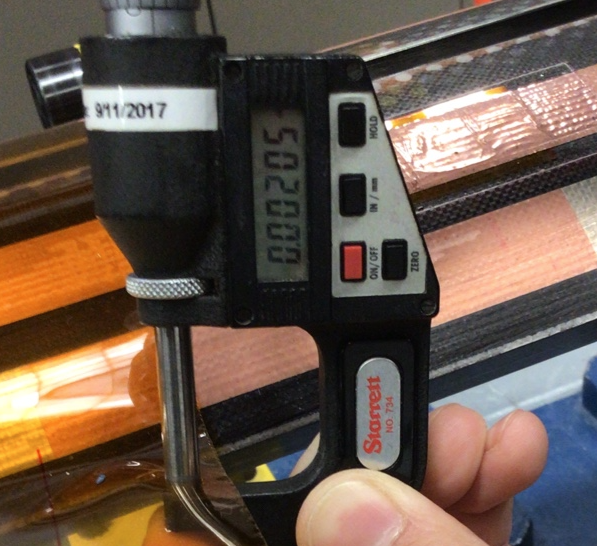 9/11/2017
0.00205
HOLD
IN / mm
ON/OFF
ZERO
Starrett
NO. 734